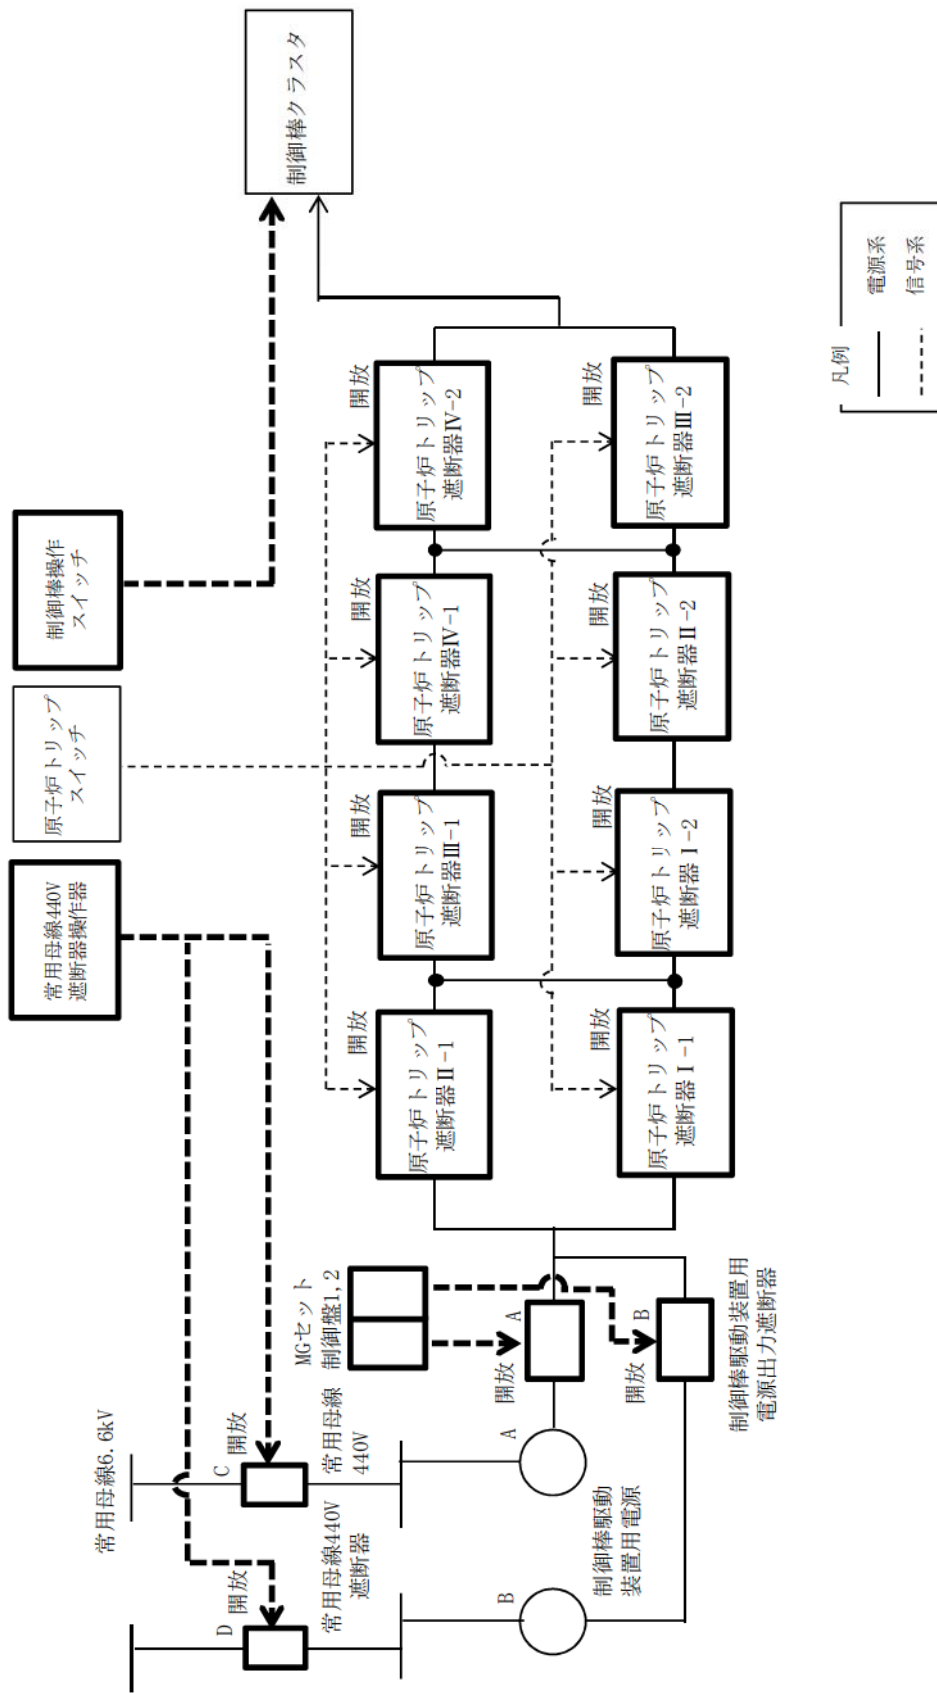 常用母線440V
遮断器操作器
原子炉トリップ
スイッチ
制御棒操作
スイッチ
常用母線6.6kV
D
開放
C
開放
常用母線440V
遮断器
常用母線
440V
MGセット
制御盤1,2
制御棒クラスタ
B
A
制御棒駆動
装置用電源
開放
A
開放
B
制御棒駆動装置用
電源出力遮断器
開放
原子炉トリップ
遮断器Ⅱ-1
開放
原子炉トリップ
遮断器Ⅲ-1
開放
原子炉トリップ
遮断器Ⅳ-1
開放
原子炉トリップ
遮断器Ⅳ-2
開放
原子炉トリップ
遮断器Ⅰ-1
開放
原子炉トリップ
遮断器Ⅰ-2
開放
原子炉トリップ
遮断器Ⅱ-2
開放
原子炉トリップ
遮断器Ⅲ-2
凡例
電源系
信号系